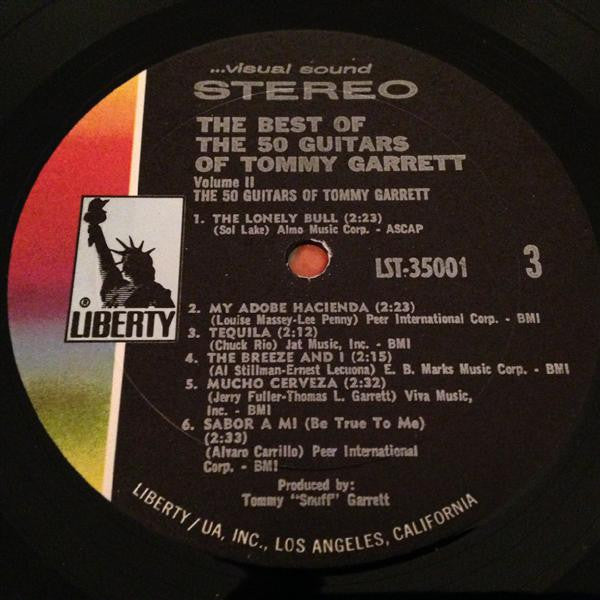 ...visual sound
STEREO
THE BEST OF
THE 50 GUITARS
OF TOMMY GARRETT
Volume II
THE 50 GUITARS OF TOMMY GARRETT
1. THE LONELY BULL (2:23)
(Sol Lake) Almo Music Corp. - ASCAP
LST-35001 3
® LIBERTY
2. MY ADOBE HACIENDA (2:23)
(Louise Massey-Lee Penny) Peer International Corp. - BMI
3. TEQUILA (2:12)
(Chuck Rio) Jat Music, Inc. - BMI
4. THE BREEZE AND I (2:15)
(Al Stillman-Ernest Lecuona) E. B. Marks Music Corp. - BMI
5. MUCHO CERVEZA (2:32)
(Jerry Fuller-Thomas L. Garrett) Viva Music,
Inc. - BMI
6. SABOR A MI (Be True To Me)
(2:33)
(Alvaro Carrillo) Peer International
Corp. - BMI
Produced by:
Tommy "Snuff" Garrett
LIBERTY/UA, INC., LOS ANGELES, CALIFORNIA